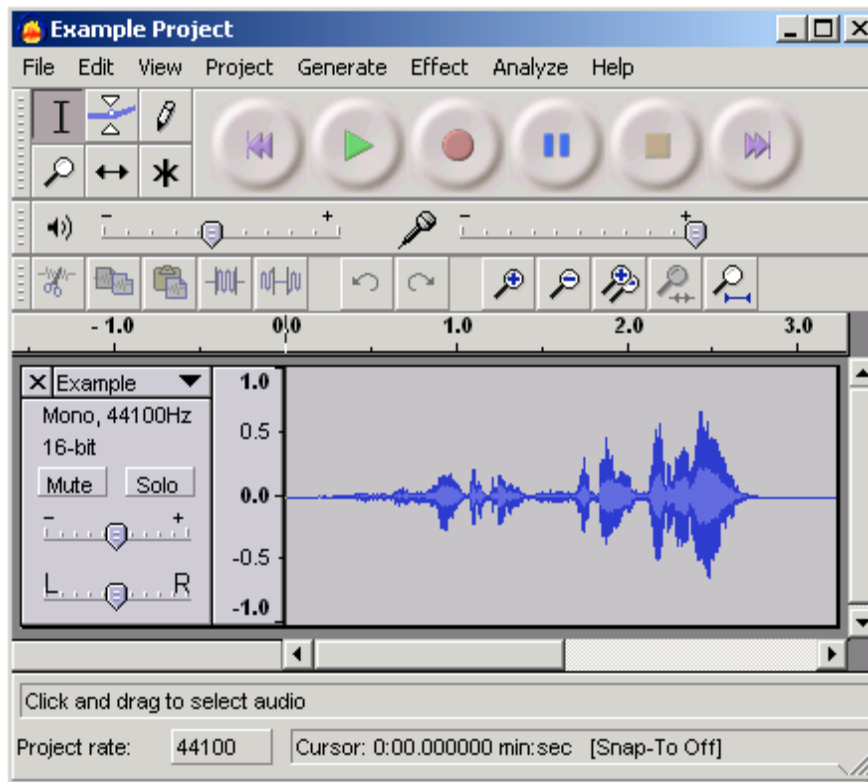 Example Project
File Edit View Project Generate Effect Analyze Help
- +
- +
- 1.0 0.0 1.0 2.0 3.0
Example
Mono, 44100Hz
16-bit
Mute Solo
- +
L R
1.0
0.5
0.0
-0.5
-1.0
Click and drag to select audio
Project rate: 44100 Cursor: 0:00.000000 min:sec [Snap-To Off]